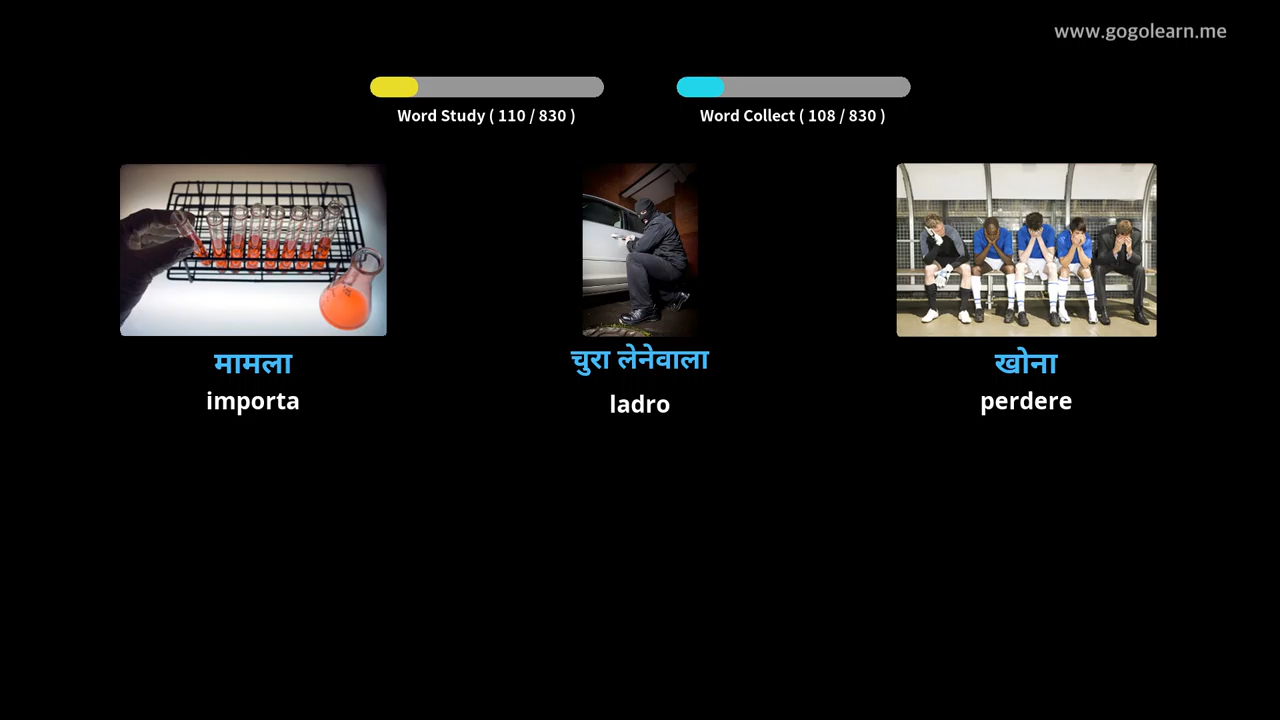 www.gogolearn.me
Word Study ( 110 / 830 )
Word Collect ( 108 / 830 )
मामला
चुरा लेनेवाला
खोना
importa
ladro
perdere